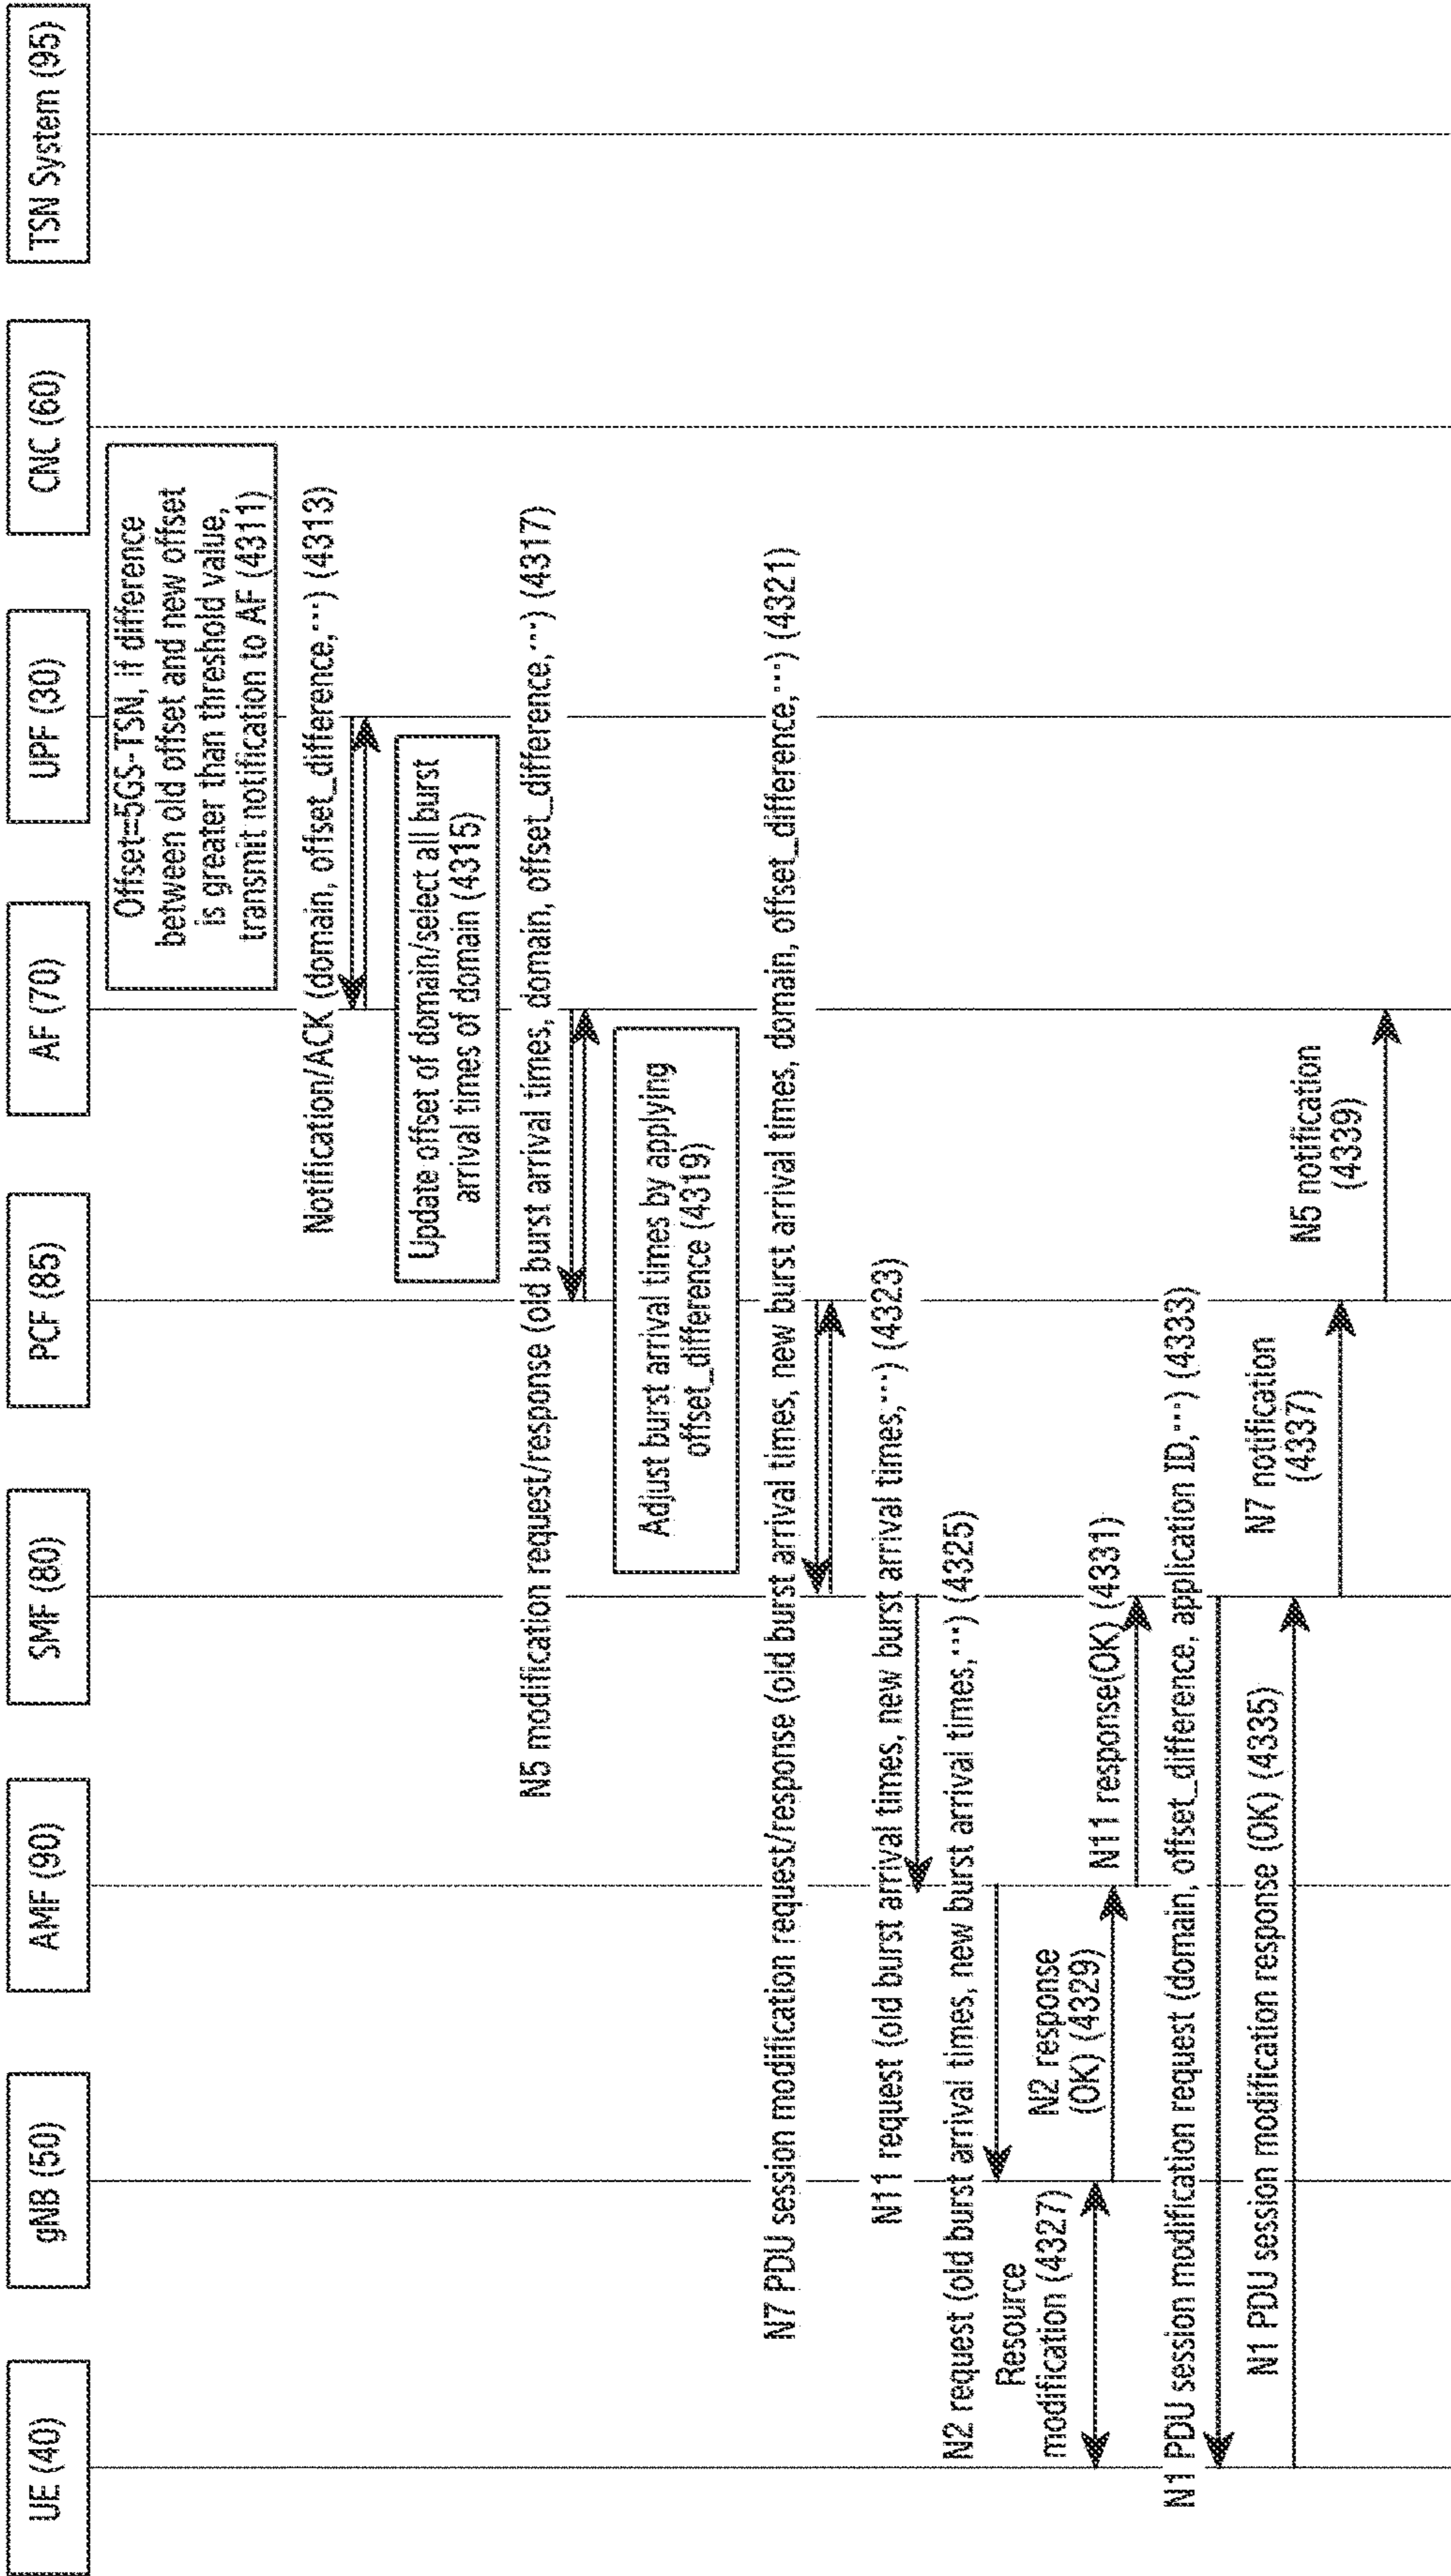 UE (40)
gNB (50)
AMF (90)
SMF (80)
PCF (85)
AF (70)
UPF (30)
CNC (60)
TSN System (95)
Offset=5GS-TSN, if difference
between old offset and new offset
is greater than threshold value,
transmit notification to AF (4311)
Notification/ACK (domain, offset_difference,...) (4313)
Update offset of domain/select all burst
arrival times of domain (4315)
N5 modification request/response (old burst arrival times, domain, offset_difference,...) (4317)
Adjust burst arrival times by applying
offset_difference (4319)
N7 PDU session modification request/response (old burst arrival times, new burst arrival times, domain, offset_difference,...) (4321)
N11 request (old burst arrival times, new burst arrival times,...) (4323)
N2 request (old burst arrival times, new burst arrival times,...) (4325)
Resource
modification (4327)
N2 response
(OK) (4329)
N11 response(OK) (4331)
N1 PDU session modification request (domain, offset_difference, application ID,...) (4333)
N1 PDU session modification response (OK) (4335)
N7 notification
(4337)
N5 notification
(4339)